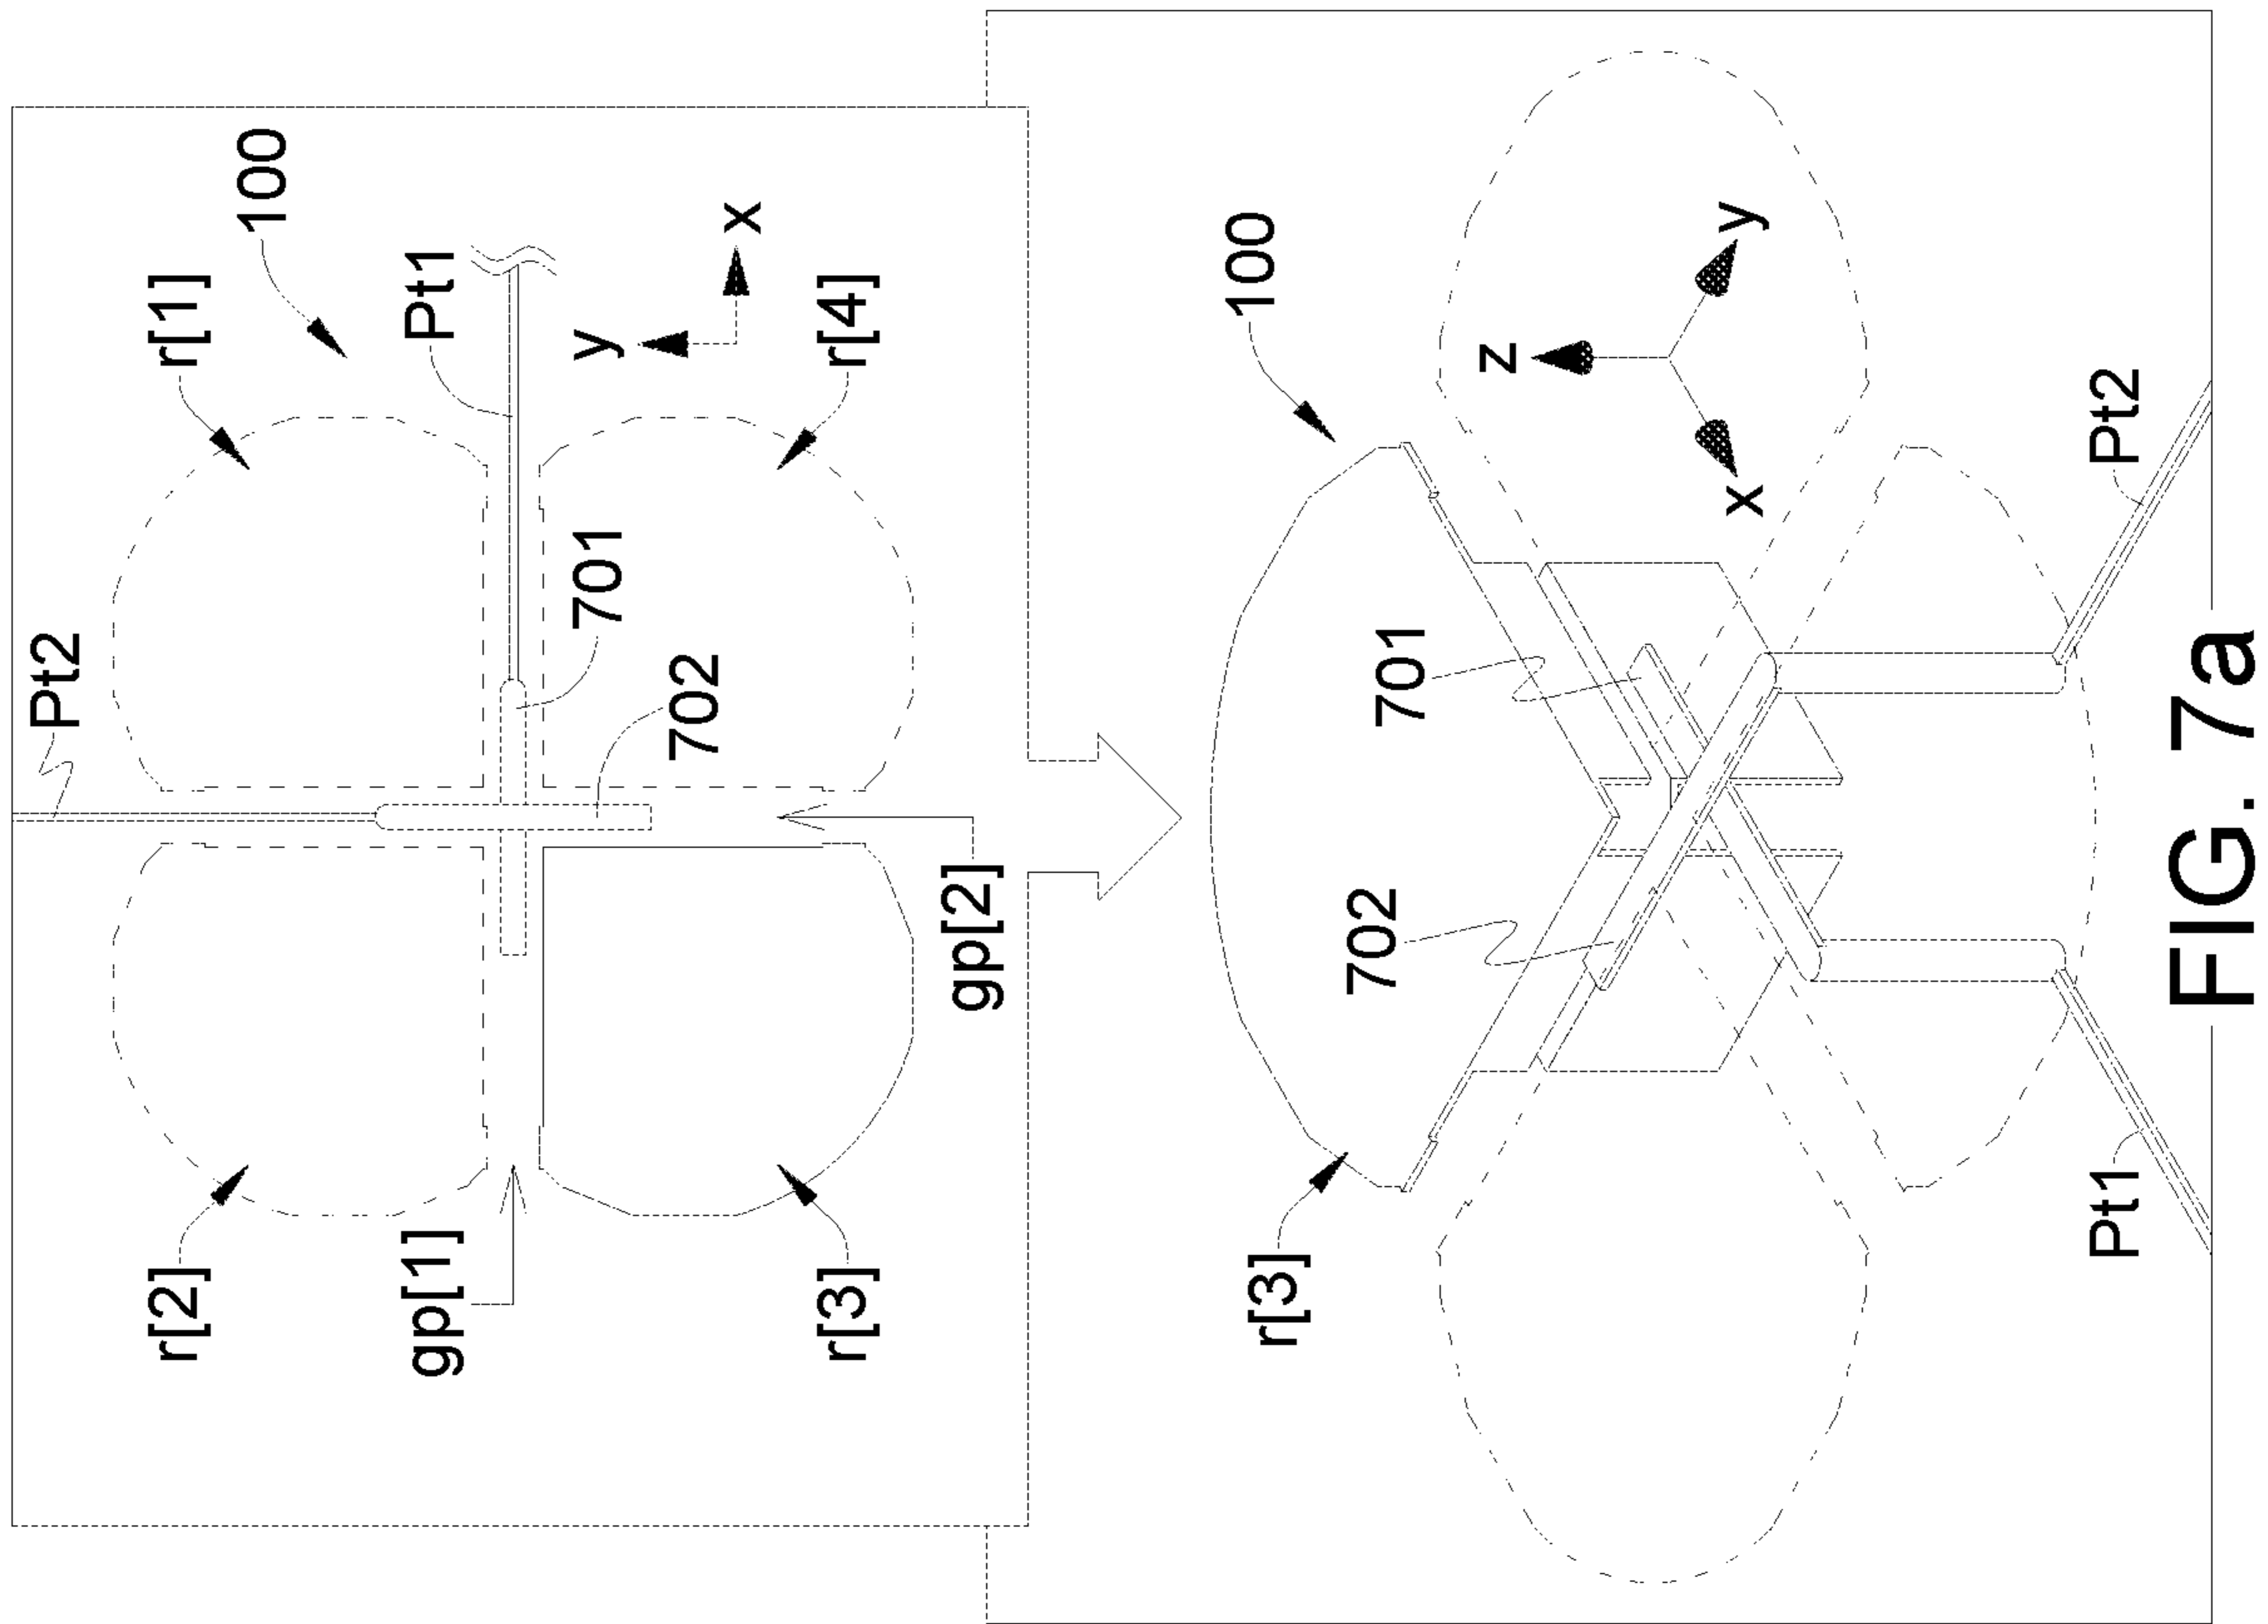 Pt2
r[1]
100
r[2]
Pt1
gp[1]
701
y
x
702
r[3]
r[4]
gp[2]
100
r[3]
701
702
z
y
x
Pt1
Pt2
FIG. 7a